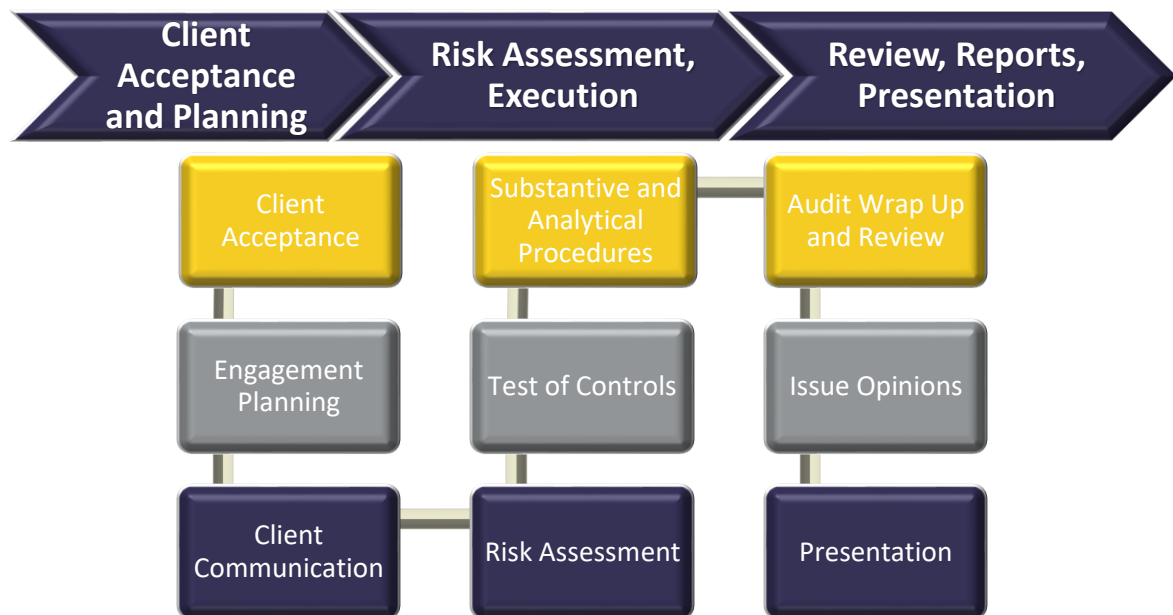 Client
Acceptance
and Planning
Risk Assessment,
Execution
Review, Reports,
Presentation
Client
Acceptance
Substantive and
Analytical
Procedures
Audit Wrap Up
and Review
Engagement
Planning
Test of Controls
Issue Opinions
Client
Communication
Risk Assessment
Presentation